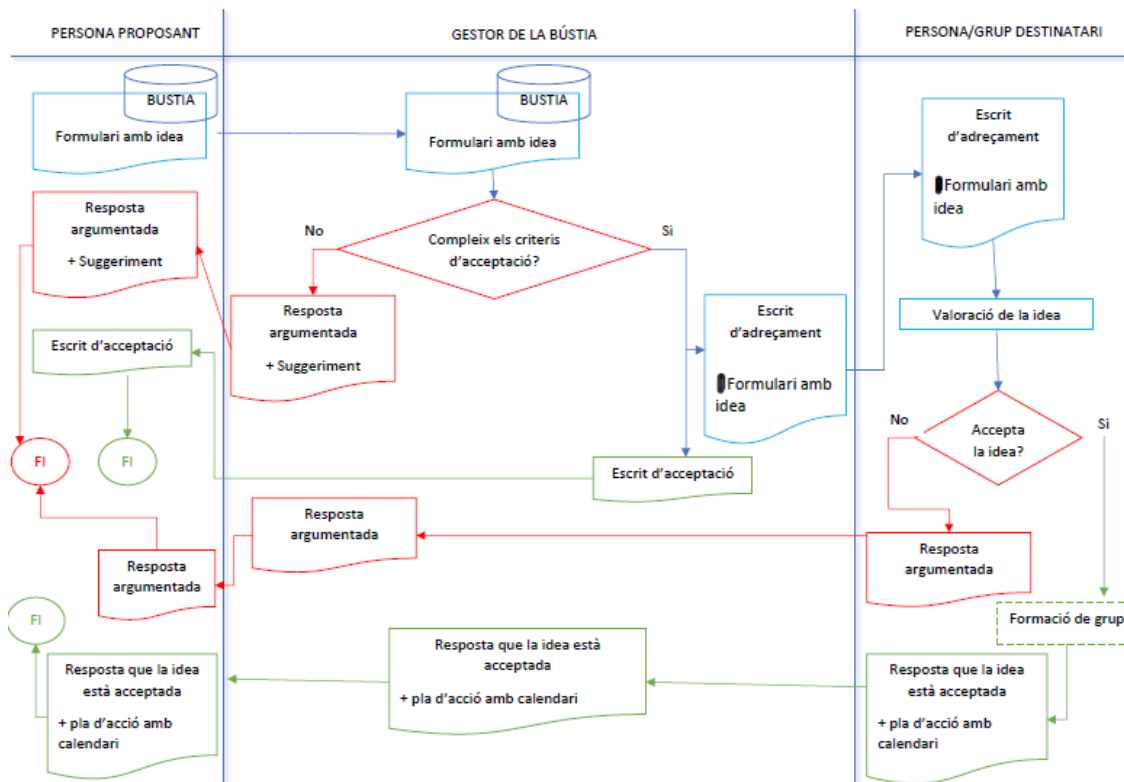 PERSONA PROPOSANT
GESTOR DE LA BÚSTIA
PERSONA/GRUP DESTINATARI
BUSTIA
Formulari amb idea
BUSTIA
Formulari amb idea
Escrit
d'adreçament
Formulari amb
idea
Resposta
argumentada
+ Suggeriment
No
Compleix els criteris
d'acceptació?
Si
Resposta
argumentada
+ Suggeriment
Escrit
d'adreçament
Formulari amb
idea
Valoració de la idea
Escrit d'acceptació
No
Accepta
la idea?
Si
FI
FI
Escrit d'acceptació
Resposta
argumentada
Resposta
argumentada
Resposta
argumentada
FI
Formació de grup
Resposta que la idea
està acceptada
+ pla d'acció amb
calendari
Resposta que la idea està
acceptada
+ pla d'acció amb calendari
Resposta que la idea
està acceptada
+ pla d'acció amb
calendari